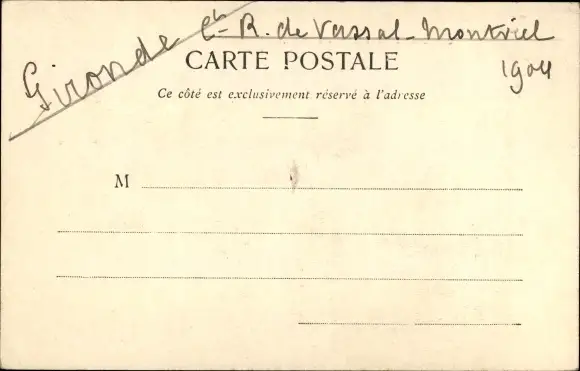 Gironde Cte R. de Vassal-Montviel
CARTE POSTALE
1904
Ce côté est exclusivement réservé à l'adresse
M